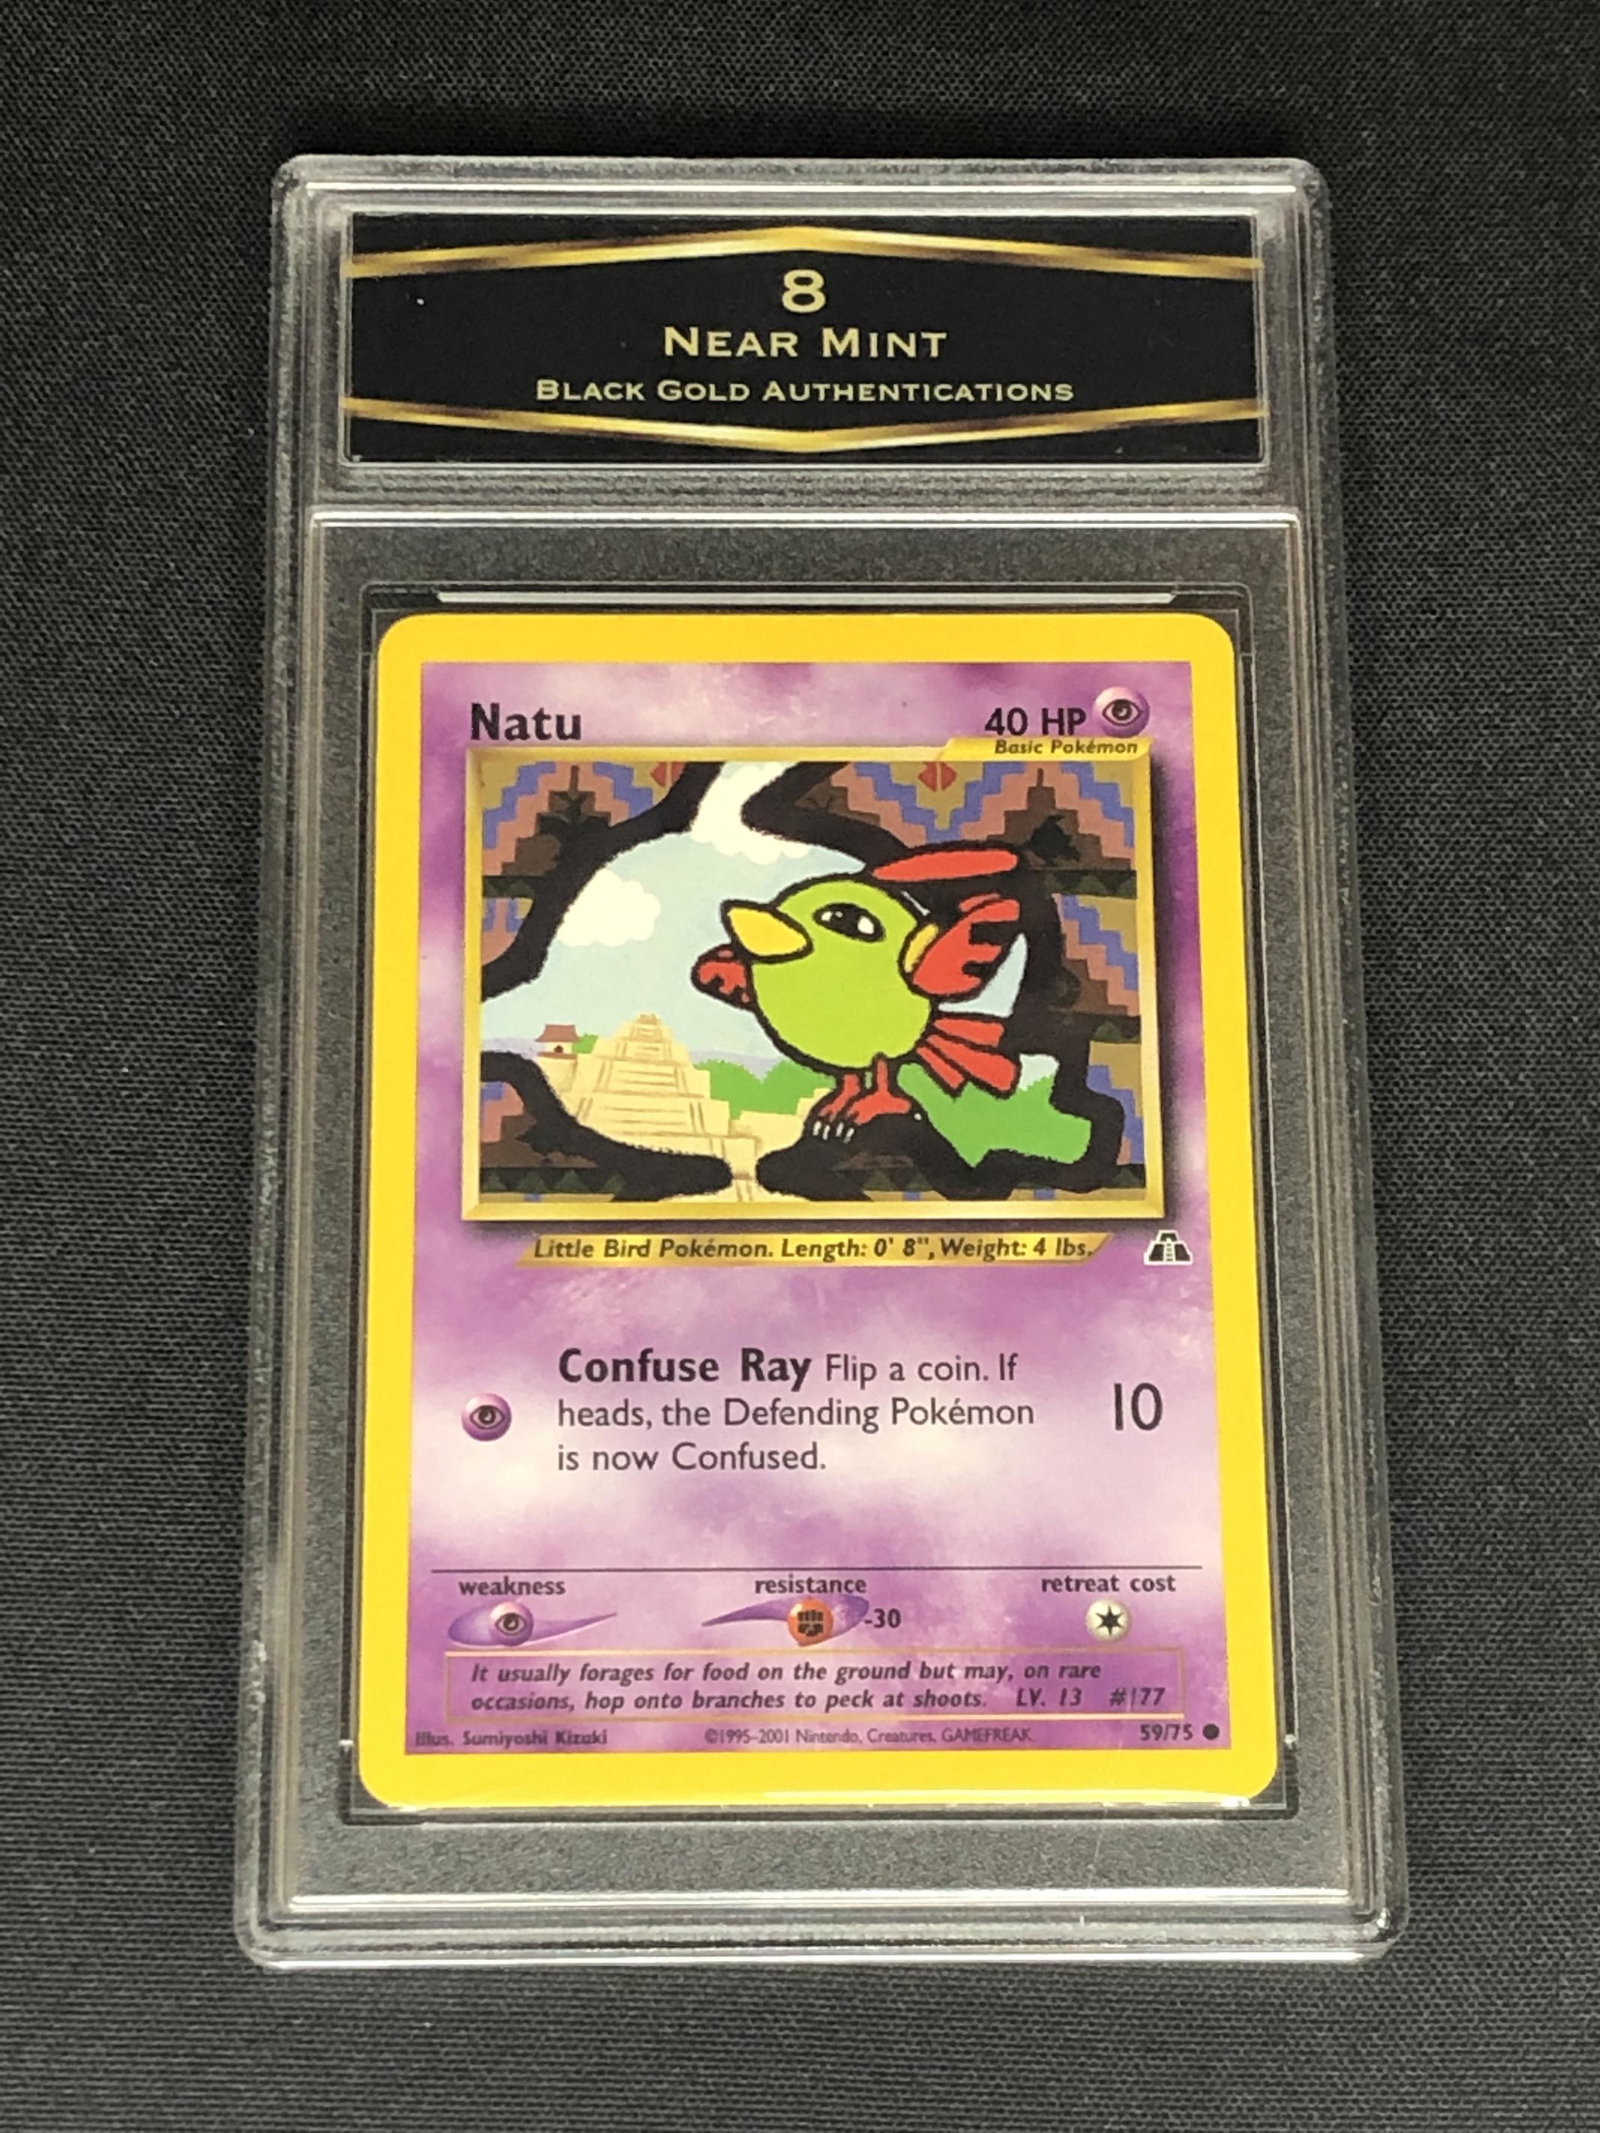 8
NEAR MINT
BLACK GOLD AUTHENTICATIONS
Natu
40 HP
Basic Pokémon
Little Bird Pokémon. Length: 0' 8", Weight: 4 lbs.
Confuse Ray Flip a coin. If
heads, the Defending Pokémon
is now Confused.
10
weakness
resistance
retreat cost
-30
It usually forages for food on the ground but may, on rare
occasions, hop onto branches to peck at shoots. LV. 13 #177
Illus. Sumiyoshi Kizuki
©1995-2001 Nintendo, Creatures, GAMEFREAK
59/75 ●